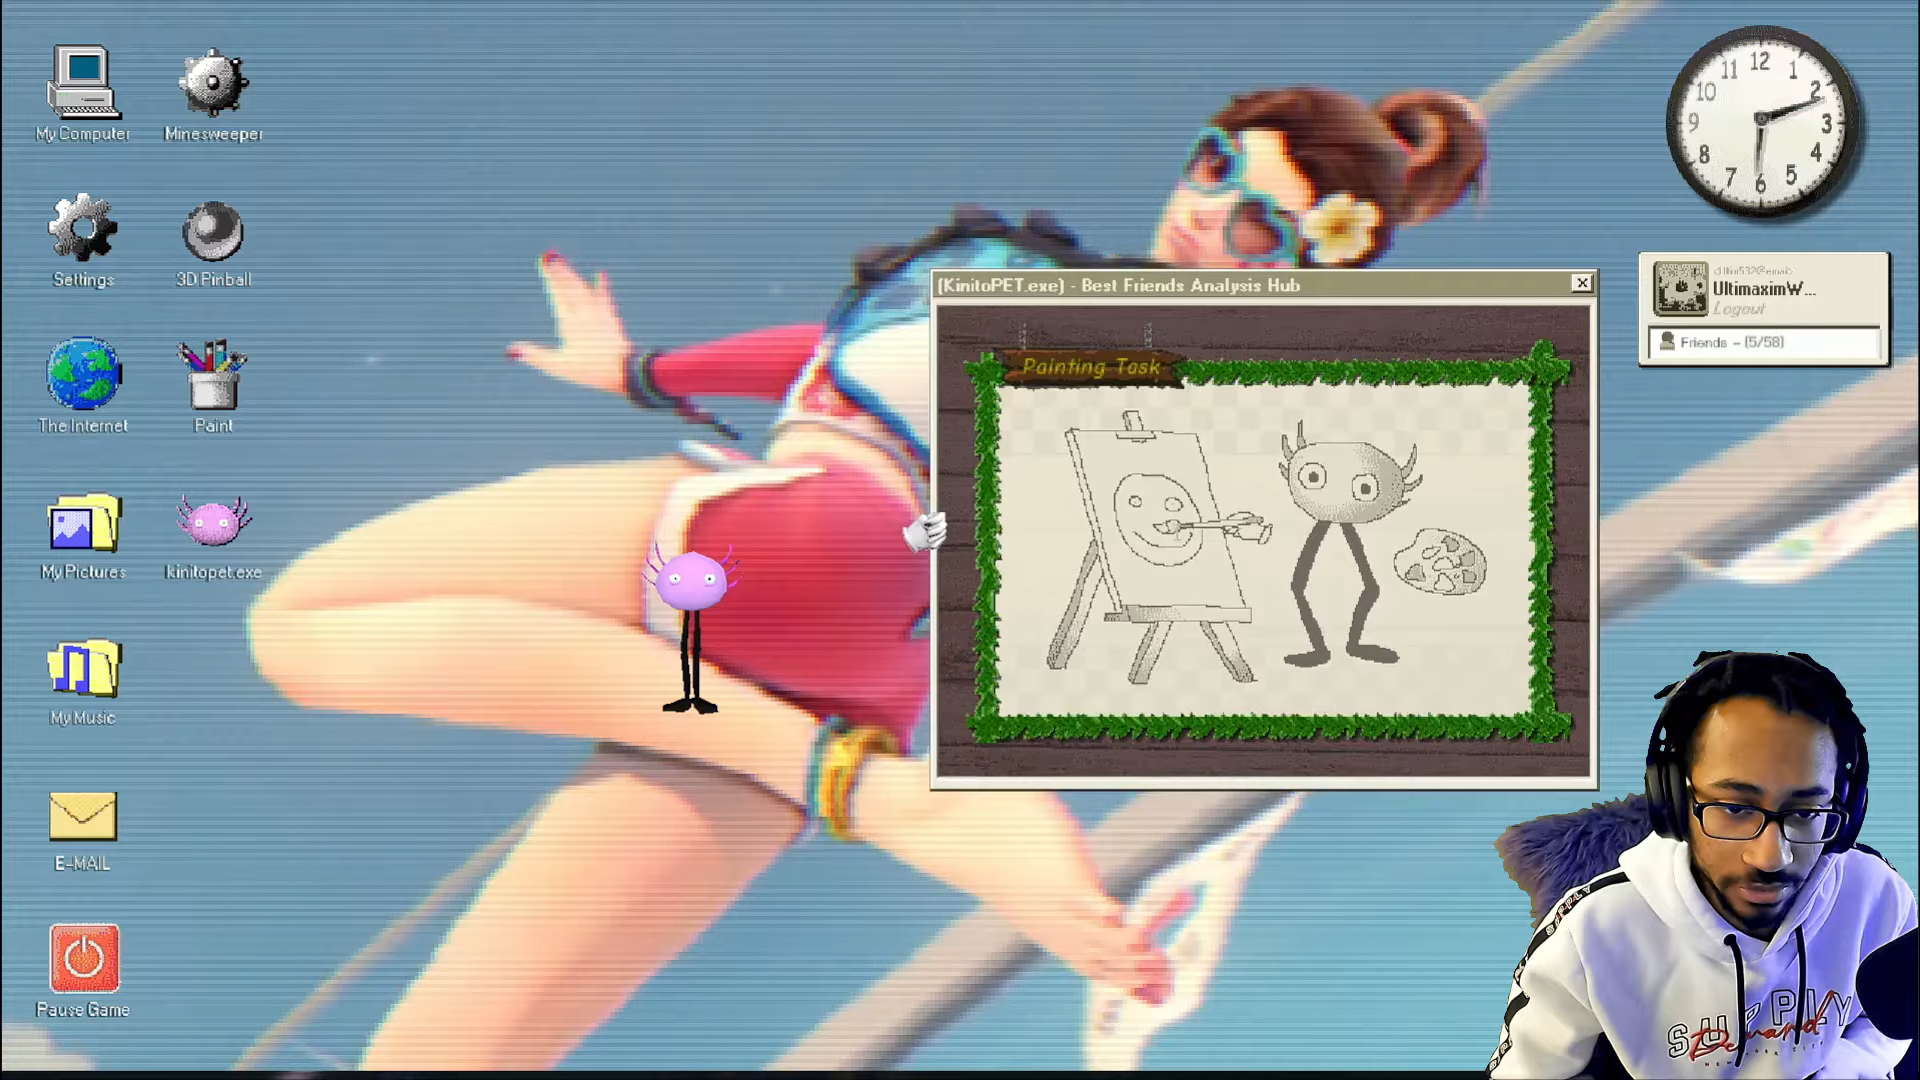 My Computer
Minesweeper
Settings
3D Pinball
The Internet
Paint
My Pictures
kinitopet.exe
My Music
E-MAIL
Pause Game
(KinitoPET.exe) - Best Friends Analysis Hub
Painting Task
12
1
2
3
4
5
6
7
8
9
10
11
UltimaximW...
Logout
Friends - (5/58)
SUPPLY
Demand